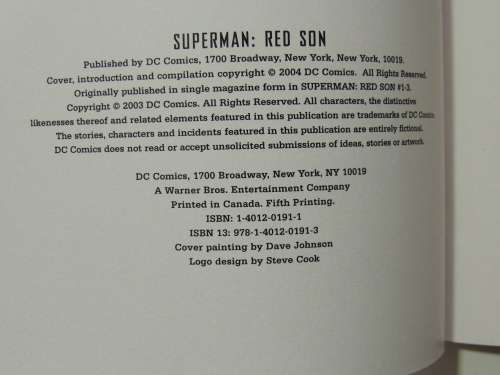 SUPERMAN: RED SON
Published by DC Comics, 1700 Broadway, New York, New York, 10019.
Cover, introduction and compilation copyright © 2004 DC Comics. All Rights Reserved.
Originally published in single magazine form in SUPERMAN: RED SON #1-3.
Copyright © 2003 DC Comics. All Rights Reserved. All characters, the distinctive
likenesses thereof and related elements featured in this publication are trademarks of DC Comics.
The stories, characters and incidents featured in this publication are entirely fictional.
DC Comics does not read or accept unsolicited submissions of ideas, stories or artwork.
DC Comics, 1700 Broadway, New York, NY 10019
A Warner Bros. Entertainment Company
Printed in Canada. Fifth Printing.
ISBN: 1-4012-0191-1
ISBN 13: 978-1-4012-0191-3
Cover painting by Dave Johnson
Logo design by Steve Cook